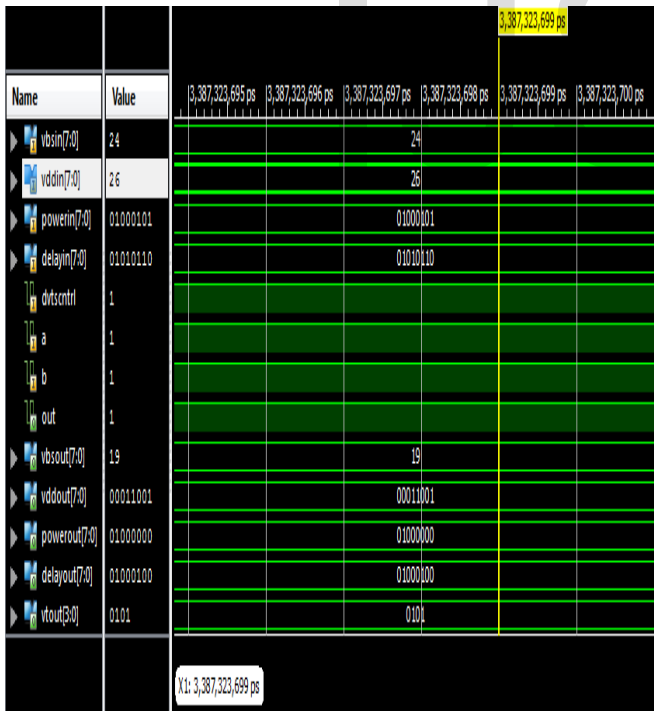 3,387,323,699 ps
Name Value 3,387,323,695 ps 3,387,323,696 ps 3,387,323,697 ps 3,387,323,698 ps 3,387,323,699 ps 3,387,323,700 ps
vbsin[7:0] 24 24
vddin[7:0] 26 26
powerin[7:0] 01000101 01000101
delayin[7:0] 01010110 01010110
dvtscntrl 1
a 1
b 1
out 1
vbsout[7:0] 19 19
vddout[7:0] 00011001 00011001
powerout[7:0] 01000000 01000000
delayout[7:0] 01000100 01000100
vtout[3:0] 0101 0101
X1: 3,387,323,699 ps